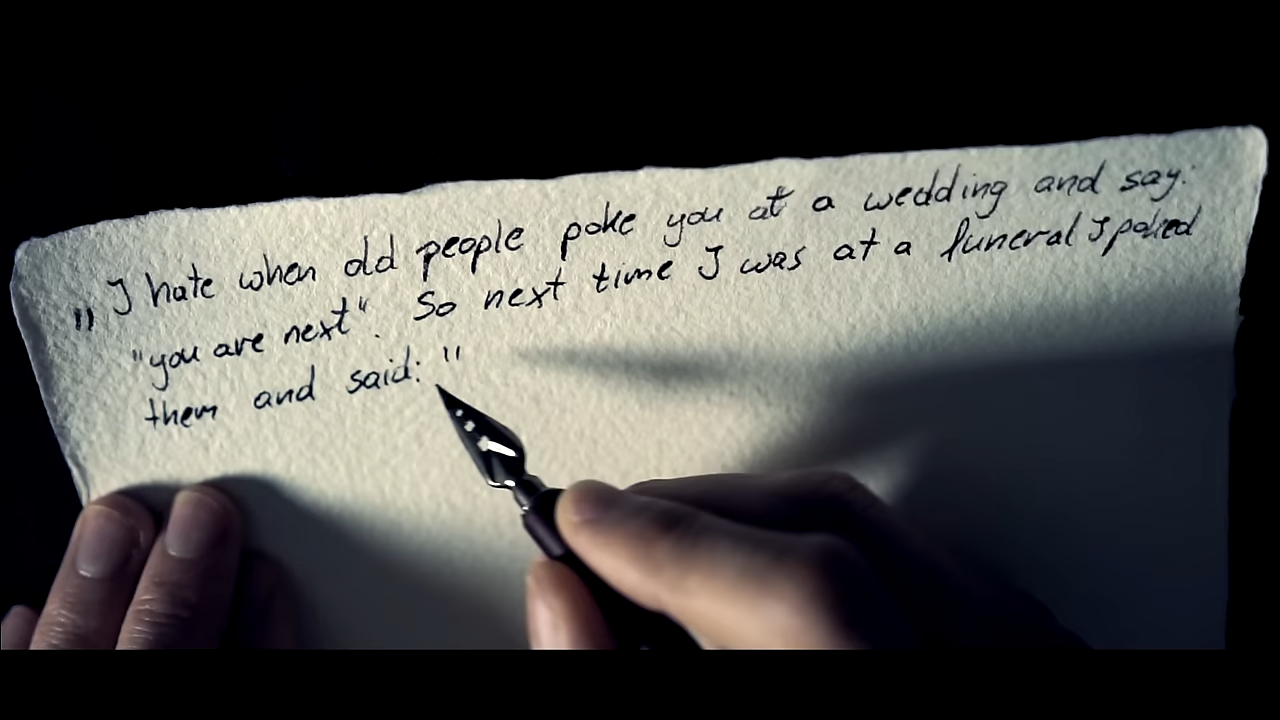 „I hate when old people poke you at a wedding and say:
"you are next". So next time I was at a funeral I poked
them and said: "